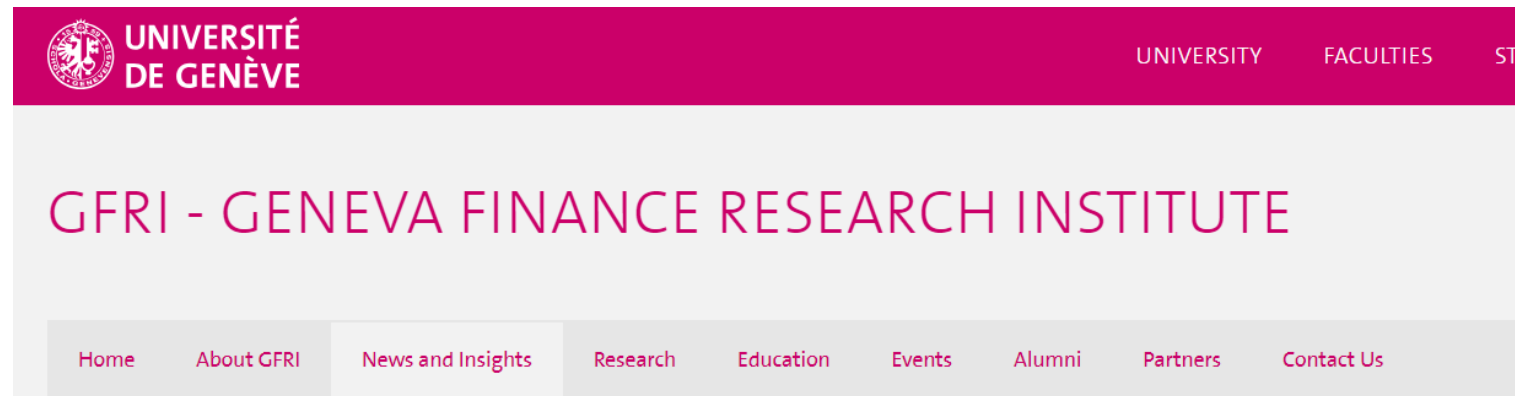 UNIVERSITÉ
DE GENÈVE
UNIVERSITY FACULTIES
GFRI - GENEVA FINANCE RESEARCH INSTITUTE
Home About GFRI News and Insights Research Education Events Alumni Partners Contact Us